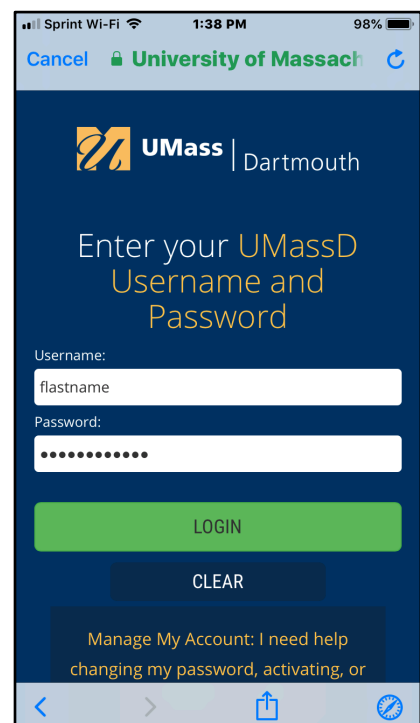 Sprint Wi-Fi 1:38 PM 98%
Cancel University of Massach
UMass | Dartmouth
Enter your UMassD
Username and
Password
Username:
flastname
Password:
●●●●●●●●●●●●
LOGIN
CLEAR
Manage My Account: I need help
changing my password, activating, or